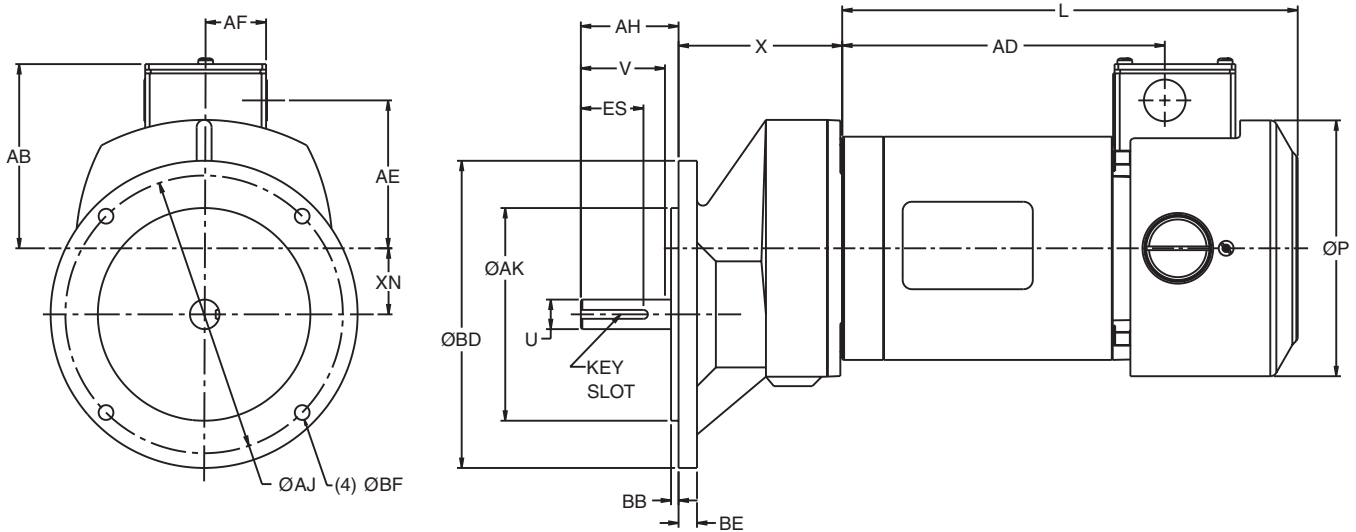 AF
AB
AE
XN
ØAJ
(4) ØBF
AH
X
L
V
AD
ES
ØAK
ØBD
U
KEY
SLOT
ØP
BB
BE